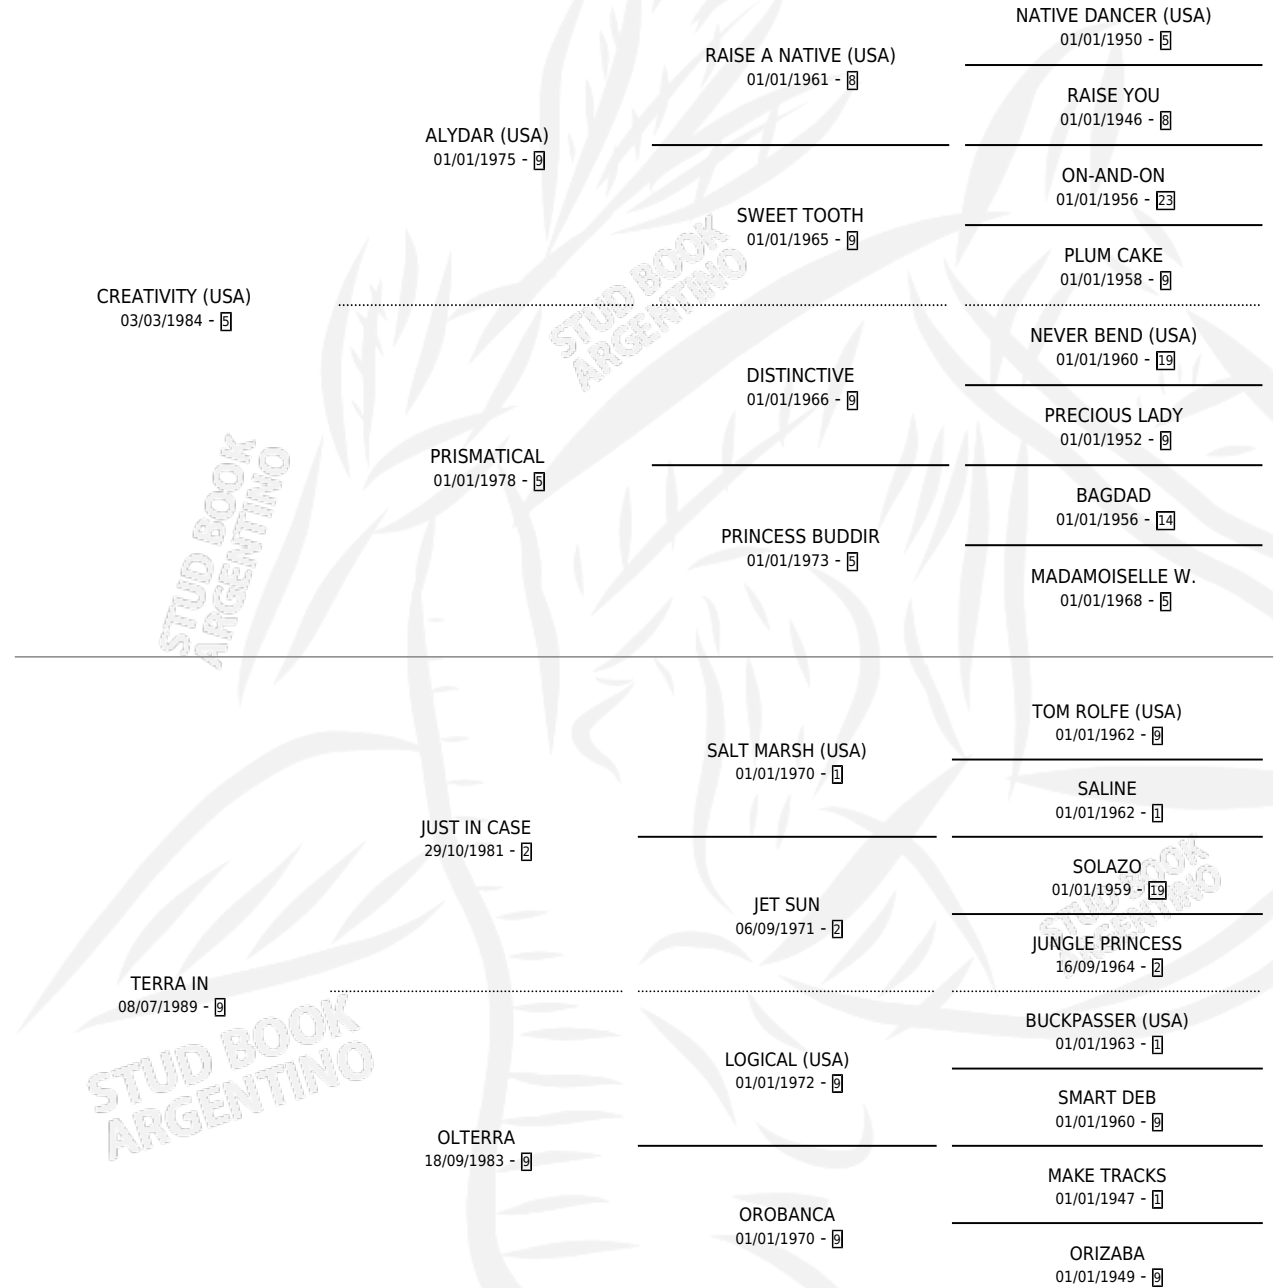 NATIVE DANCER (USA)
01/01/1950 - 5
RAISE A NATIVE (USA)
01/01/1961 - 8
RAISE YOU
01/01/1946 - 8
ALYDAR (USA)
01/01/1975 - 9
ON-AND-ON
01/01/1956 - 23
SWEET TOOTH
01/01/1965 - 9
PLUM CAKE
01/01/1958 - 9
CREATIVITY (USA)
03/03/1984 - 5
STUD BOOK
ARGENTINO
NEVER BEND (USA)
01/01/1960 - 19
DISTINCTIVE
01/01/1966 - 9
PRECIOUS LADY
01/01/1952 - 9
PRISMATICAL
01/01/1978 - 5
BAGDAD
01/01/1956 - 14
PRINCESS BUDDIR
01/01/1973 - 5
MADAMOISELLE W.
01/01/1968 - 5
STUD BOOK
ARGENTINO
TOM ROLFE (USA)
01/01/1962 - 9
SALT MARSH (USA)
01/01/1970 - 1
SALINE
01/01/1962 - 1
JUST IN CASE
29/10/1981 - 2
SOLAZO
01/01/1959 - 19
JET SUN
06/09/1971 - 2
JUNGLE PRINCESS
16/09/1964 - 2
STUD BOOK
ARGENTINO
TERRA IN
08/07/1989 - 9
BUCKPASSER (USA)
01/01/1963 - 1
LOGICAL (USA)
01/01/1972 - 9
SMART DEB
01/01/1960 - 9
STUD BOOK
ARGENTINO
OLTERRA
18/09/1983 - 9
MAKE TRACKS
01/01/1947 - 1
OROBANCA
01/01/1970 - 9
ORIZABA
01/01/1949 - 9